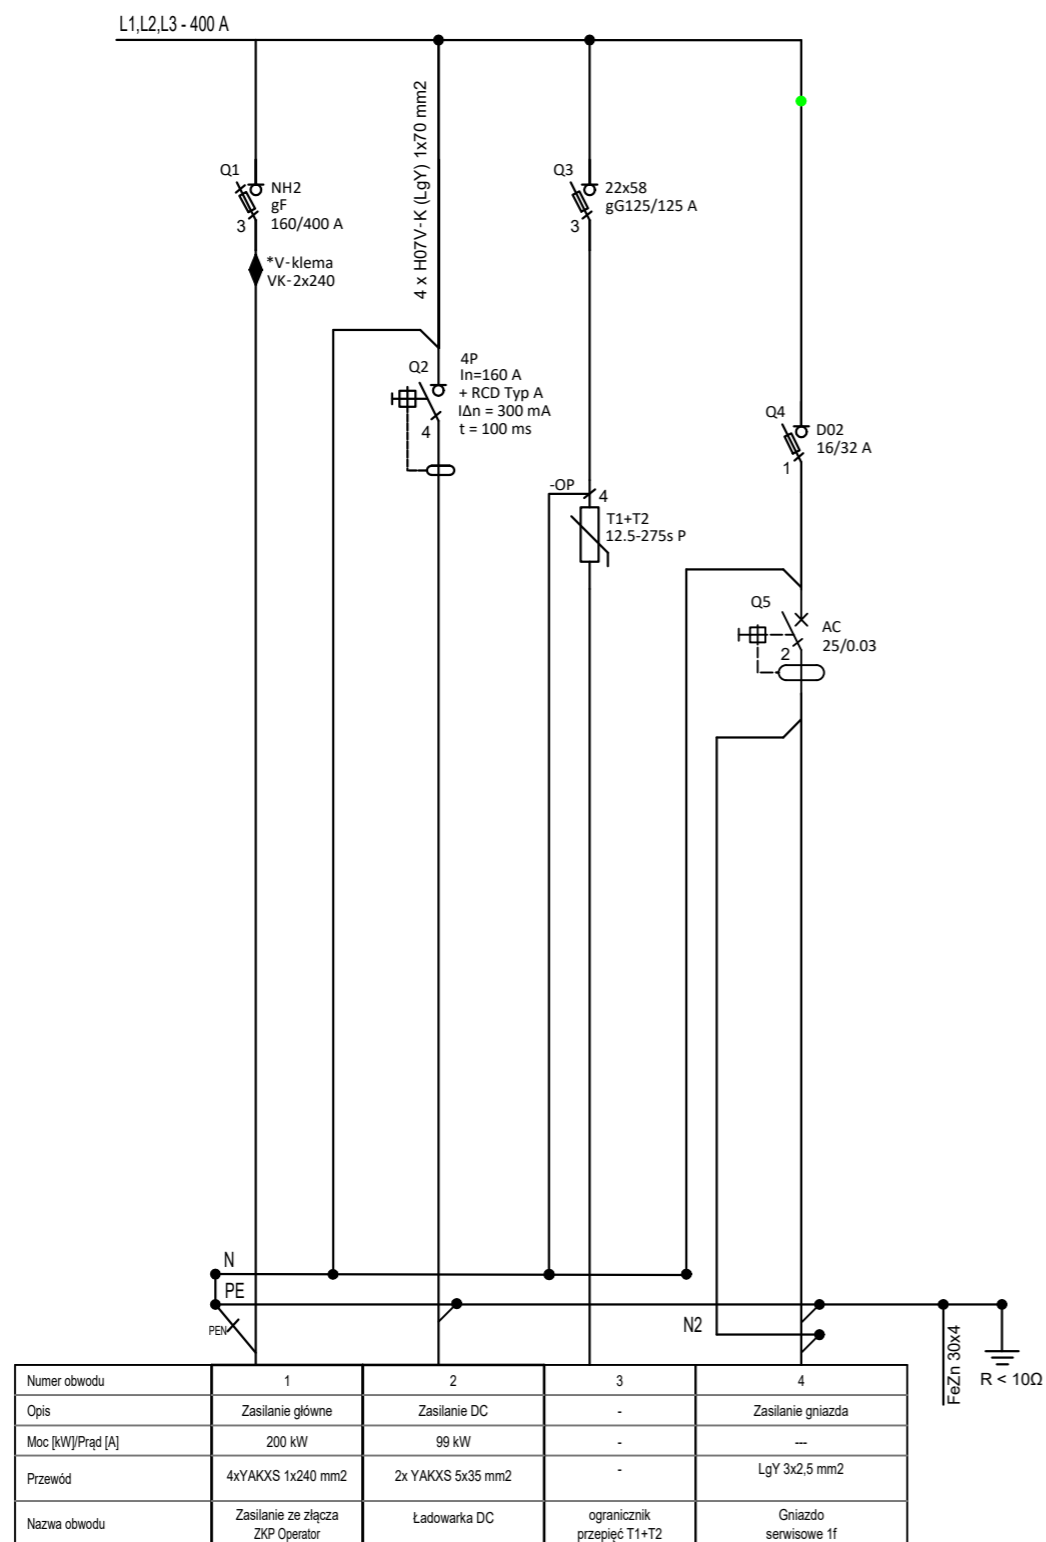 L1,L2,L3 - 400 A
4 x H07V-K (LgY) 1x70 mm2
Q1
NH2
gF
160/400 A
3
*V-klema
VK-2x240
Q2
4P
In=160 A
+ RCD Typ A
IΔn = 300 mA
t = 100 ms
4
Q3
22x58
gG125/125 A
3
-OP
4
T1+T2
12.5-275s P
Q4
D02
16/32 A
1
Q5
AC
25/0.03
2
N
PE
PEN
N2
FeZn 30x4
R < 10Ω
Numer obwodu 1 2 3 4
Opis Zasilanie główne Zasilanie DC - Zasilanie gniazda
Moc [kW]/Prąd [A] 200 kW 99 kW - ---
Przewód 4xYAKXS 1x240 mm2 2x YAKXS 5x35 mm2 - LgY 3x2,5 mm2
Nazwa obwodu Zasilanie ze złącza ZKP Operator Ładowarka DC ogranicznik przepięć T1+T2 Gniazdo serwisowe 1f